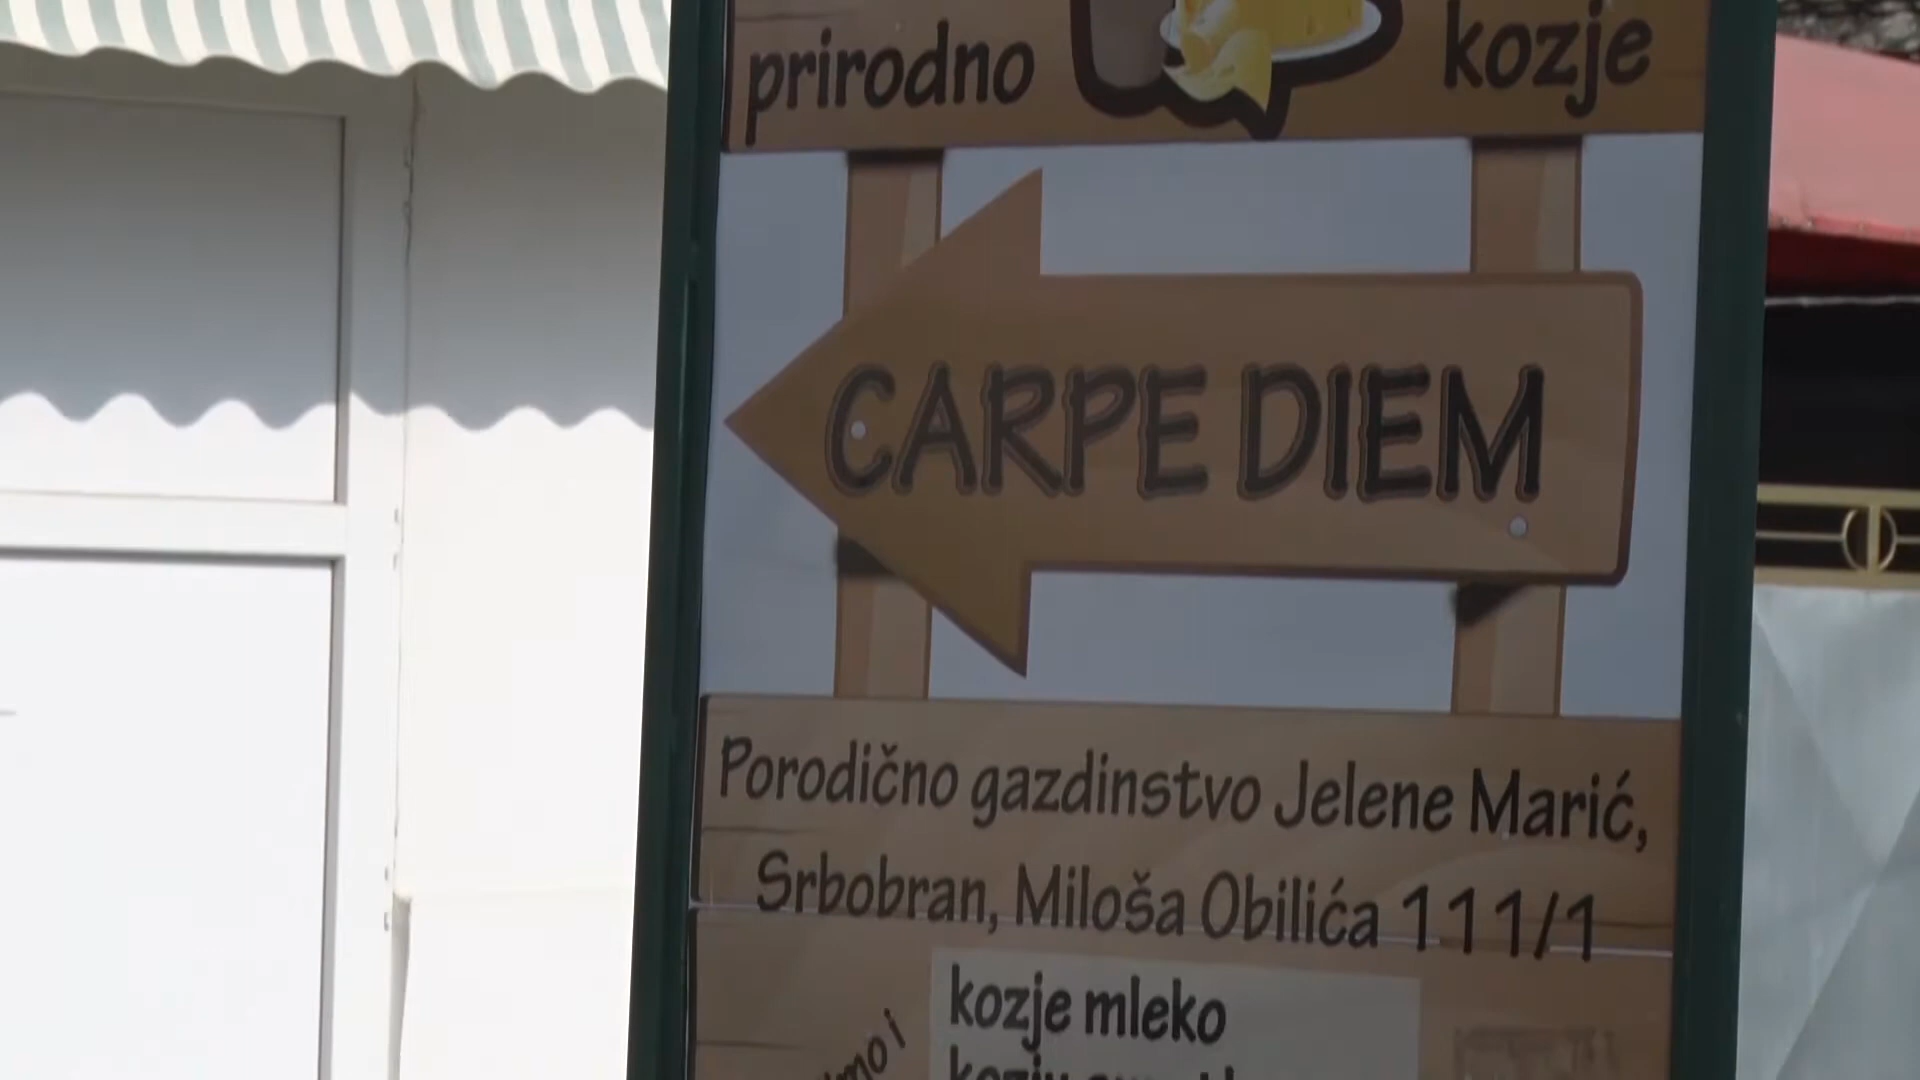 prirodno kozje
CARPE DIEM
Porodično gazdinstvo Jelene Marić,
Srbobran, Miloša Obilića 111/1
kozje mleko